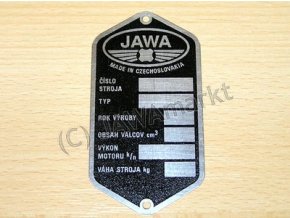 JAWA
MADE IN CZECHOSLOVAKIA
ČÍSLO
STROJA
TYP
ROK VÝROBY
OBSAH VALCOV cm³
VÝKON
MOTORU k/n
VÁHA STROJA kg
(C) JAWAmarkt